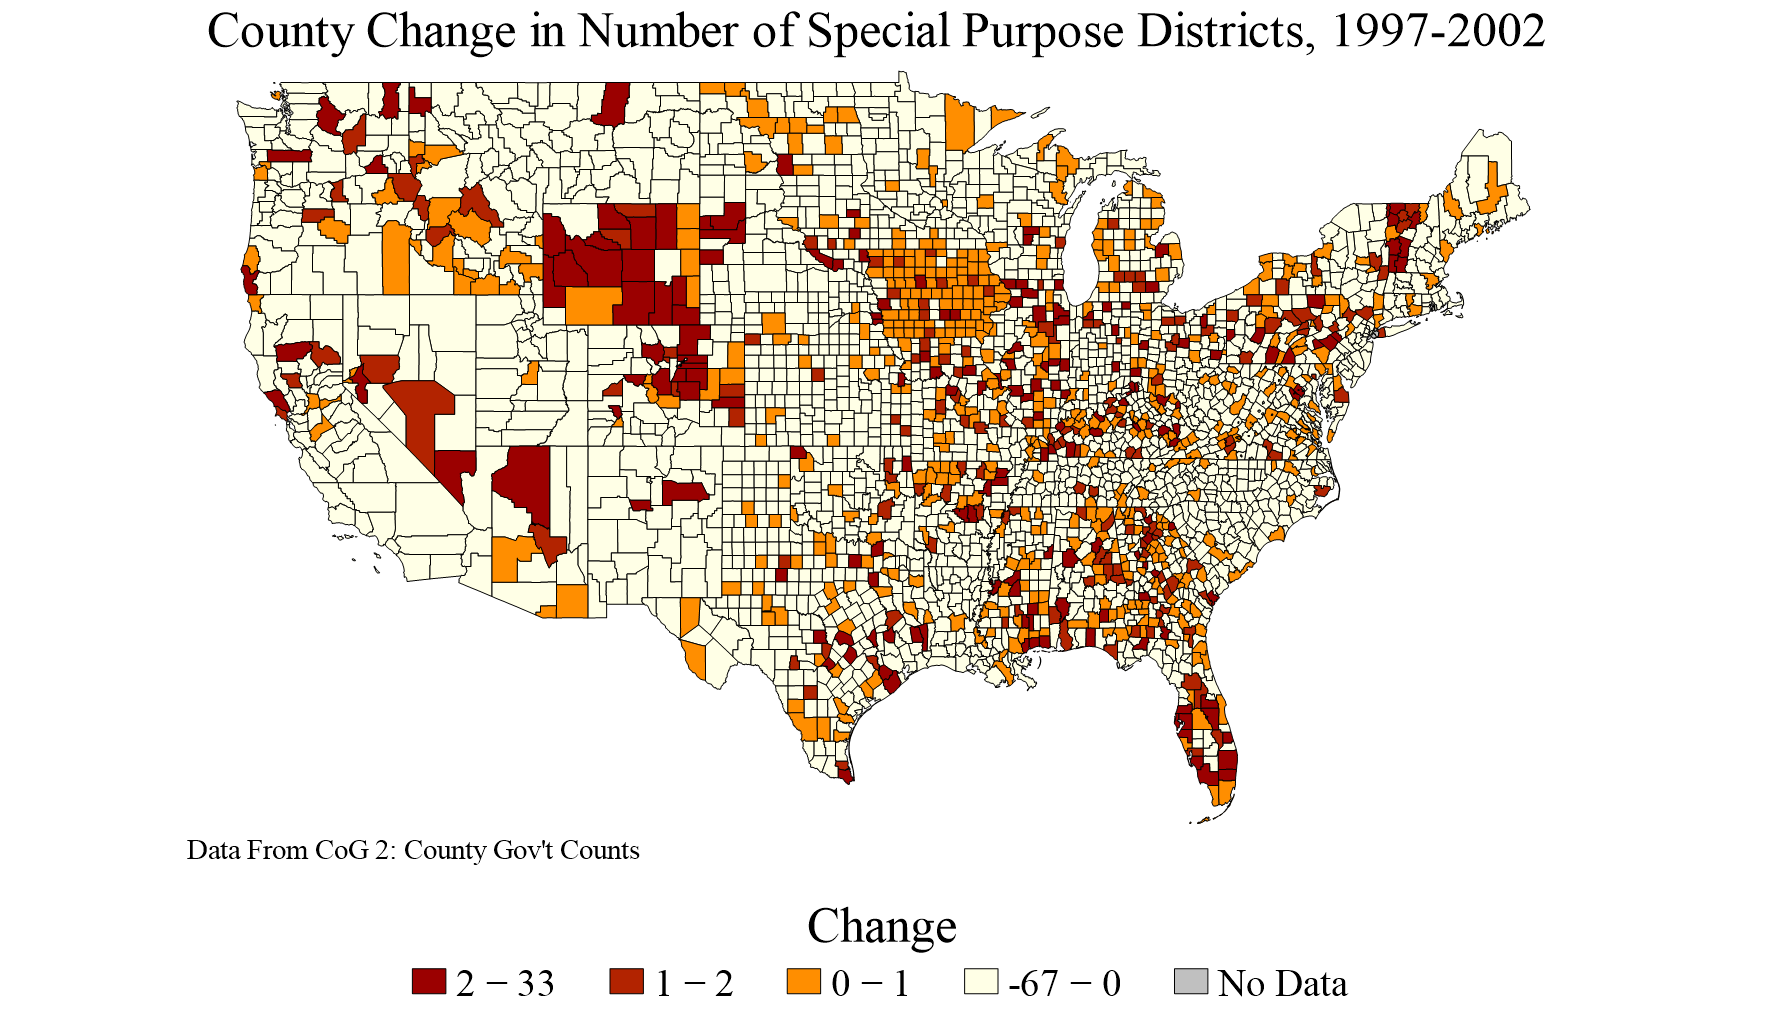 County Change in Number of Special Purpose Districts, 1997-2002
Data From CoG 2: County Gov't Counts
Change
2 − 33 1 − 2 0 − 1 -67 − 0 No Data